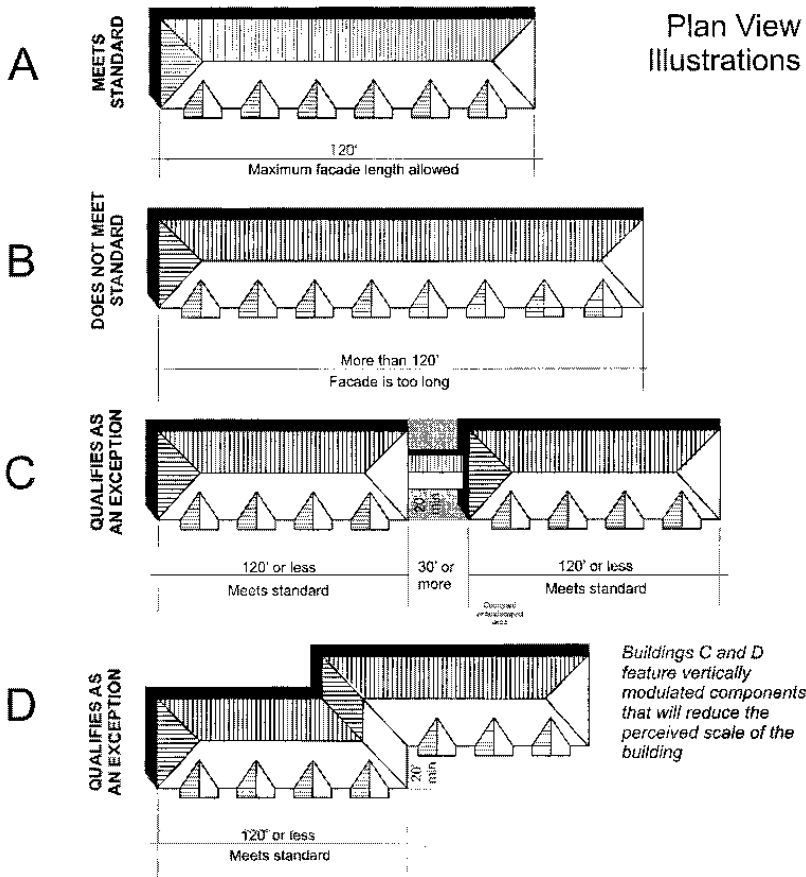 Plan View
Illustrations
A
MEETS
STANDARD
120'
Maximum facade length allowed
B
DOES NOT MEET
STANDARD
More than 120'
Facade is too long
C
QUALIFIES AS
AN EXCEPTION
20'
min
120' or less
Meets standard
30' or
more
120' or less
Meets standard
Courtyard
area
D
QUALIFIES AS
AN EXCEPTION
20'
min
120' or less
Meets standard
Buildings C and D
feature vertically
modulated components
that will reduce the
perceived scale of the
building